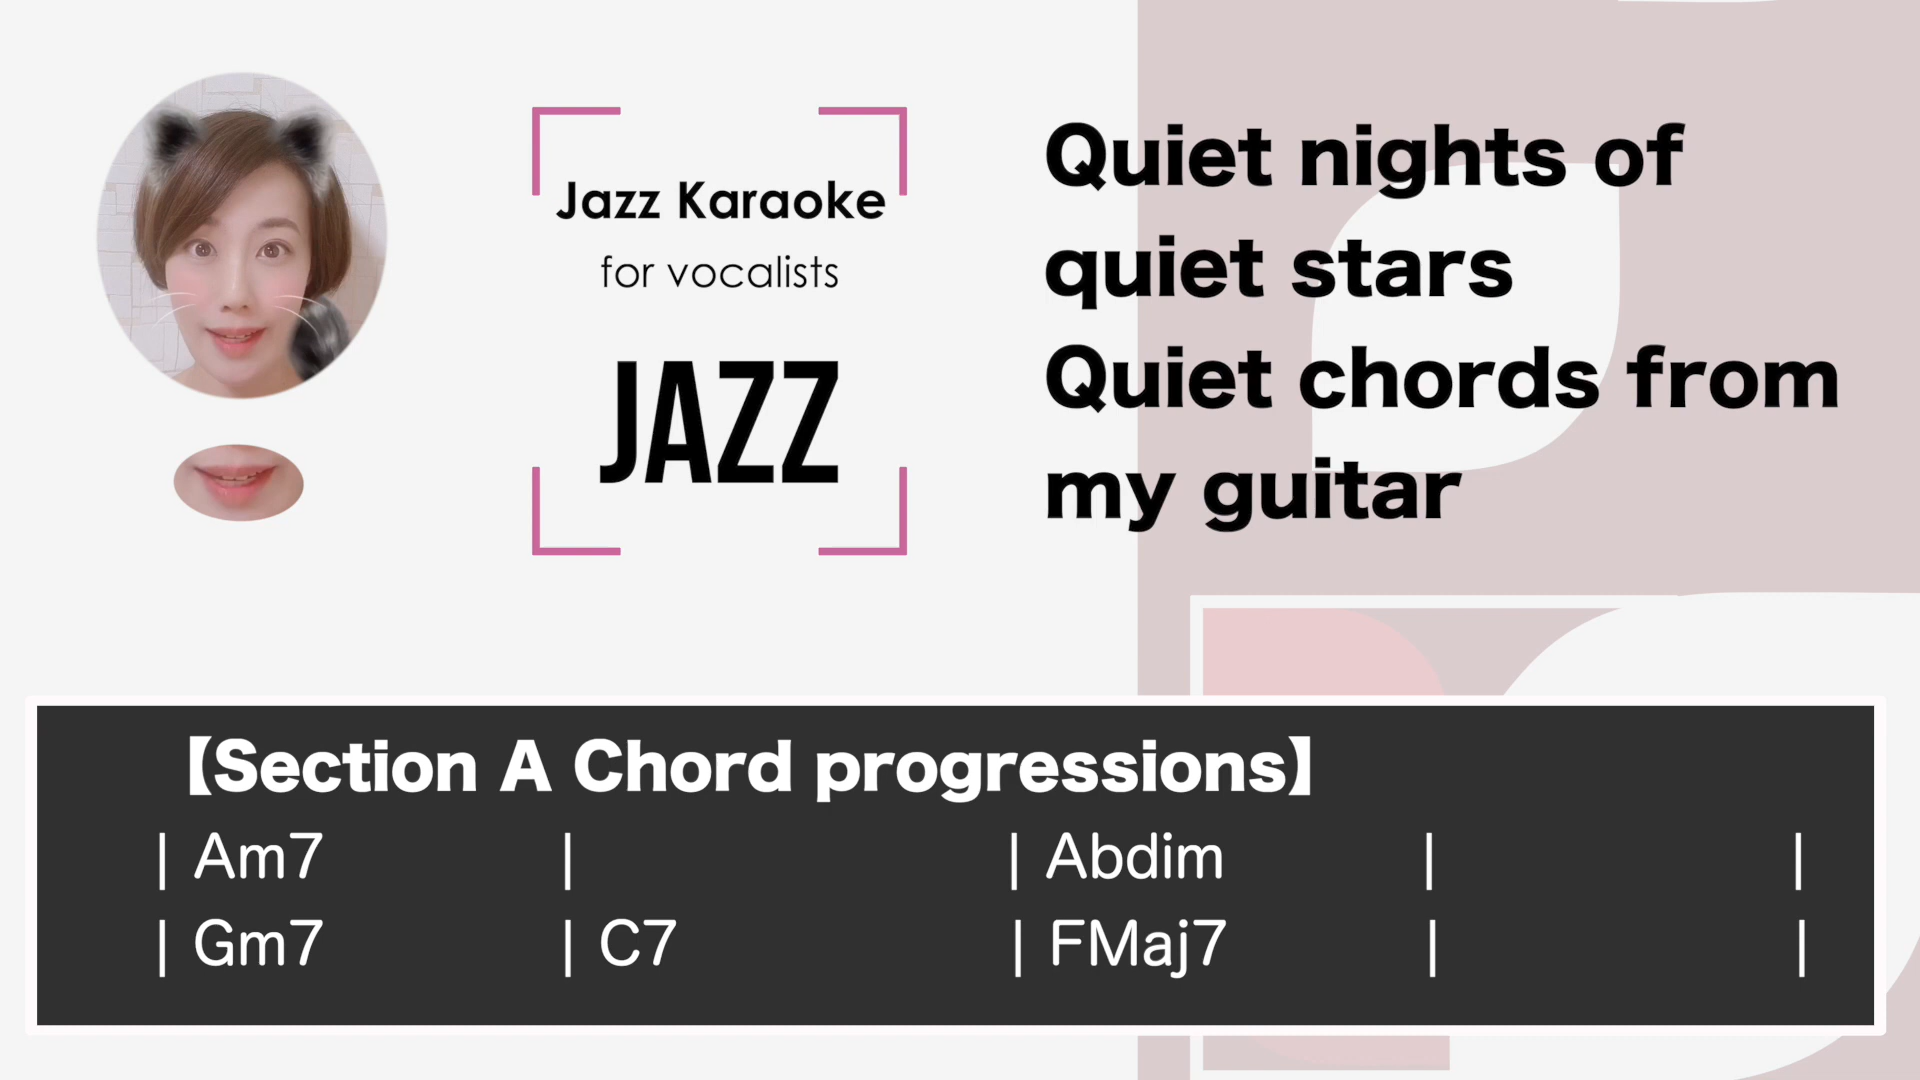 Jazz Karaoke
for vocalists
JAZZ
Quiet nights of
quiet stars
Quiet chords from
my guitar
【Section A Chord progressions】
| Am7 | | Abdim | |
| Gm7 | C7 | FMaj7 | |